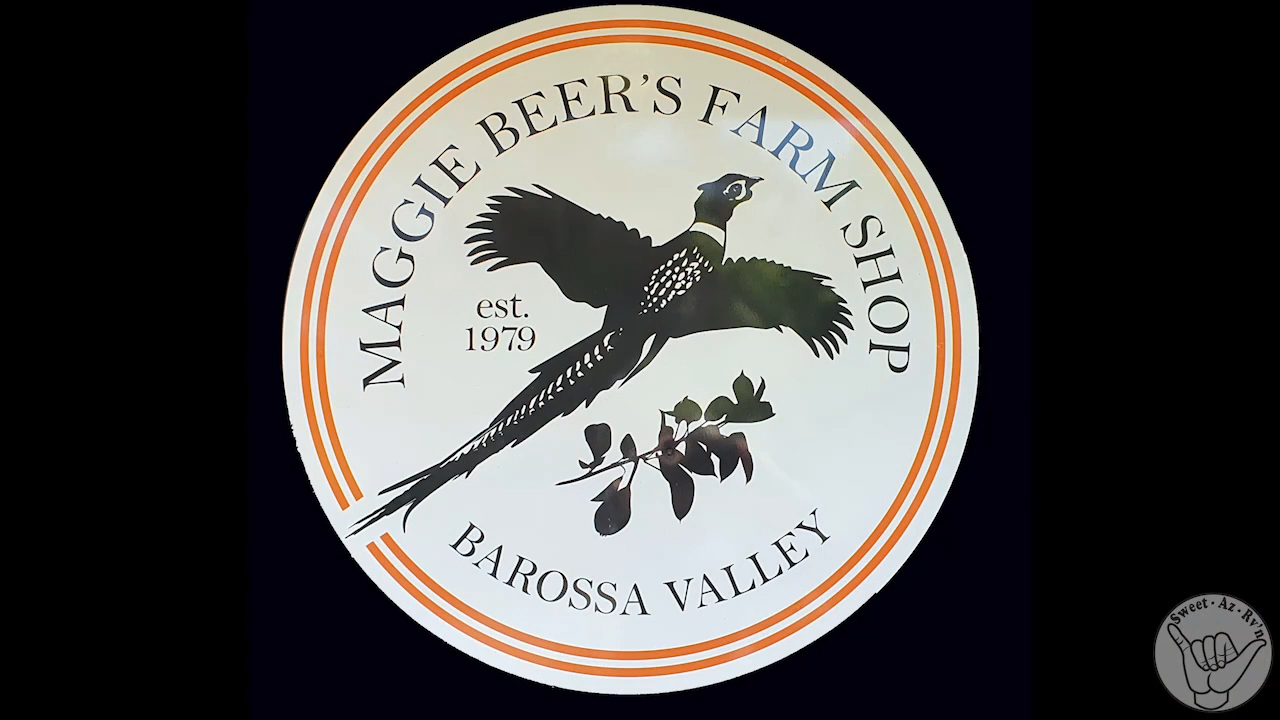 MAGGIE BEER'S FARM SHOP
est.
1979
BAROSSA VALLEY
Sweet · Az · Rv'n